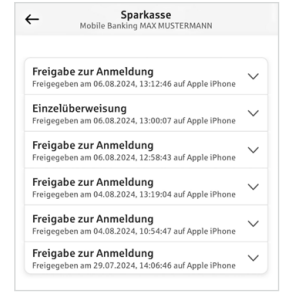 Sparkasse
Mobile Banking MAX MUSTERMANN
Freigabe zur Anmeldung
Freigegeben am 06.08.2024, 13:12:46 auf Apple iPhone
Einzelüberweisung
Freigegeben am 06.08.2024, 13:00:07 auf Apple iPhone
Freigabe zur Anmeldung
Freigegeben am 06.08.2024, 12:58:43 auf Apple iPhone
Freigabe zur Anmeldung
Freigegeben am 04.08.2024, 13:19:04 auf Apple iPhone
Freigabe zur Anmeldung
Freigegeben am 04.08.2024, 10:54:47 auf Apple iPhone
Freigabe zur Anmeldung
Freigegeben am 29.07.2024, 14:06:46 auf Apple iPhone